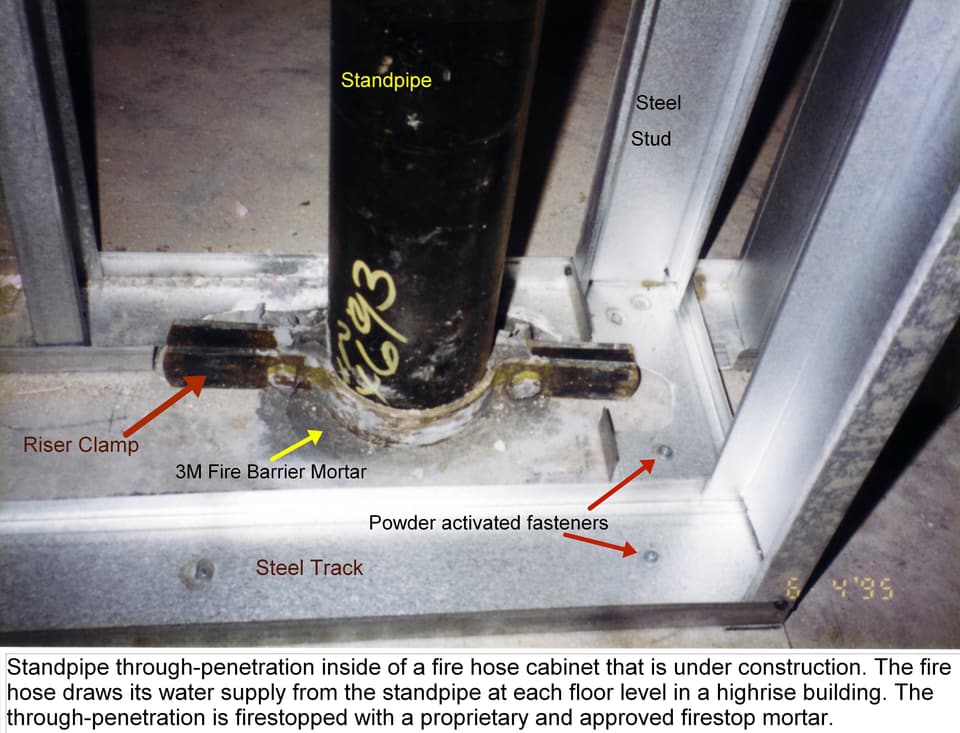 Standpipe
Steel
Stud
4693
Riser Clamp
3M Fire Barrier Mortar
Powder activated fasteners
Steel Track
6 4'95
Standpipe through-penetration inside of a fire hose cabinet that is under construction. The fire
hose draws its water supply from the standpipe at each floor level in a highrise building. The
through-penetration is firestopped with a proprietary and approved firestop mortar.